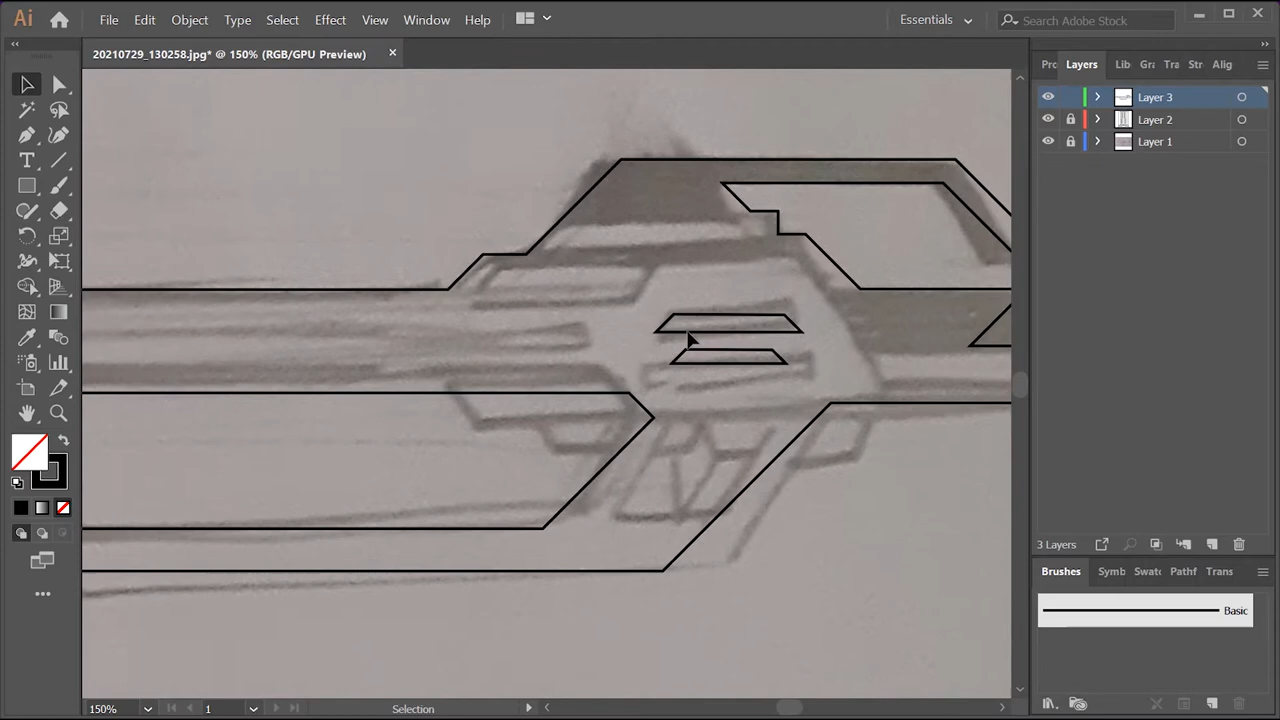 Ai File Edit Object Type Select Effect View Window Help Essentials Search Adobe Stock
20210729_130258.jpg* @ 150% (RGB/GPU Preview)
Pr Layers Lib Gr Tra Str Alig
Layer 3
Layer 2
Layer 1
3 Layers
Brushes Symb Swatc Pathf Trans
Basic
150% 1 Selection